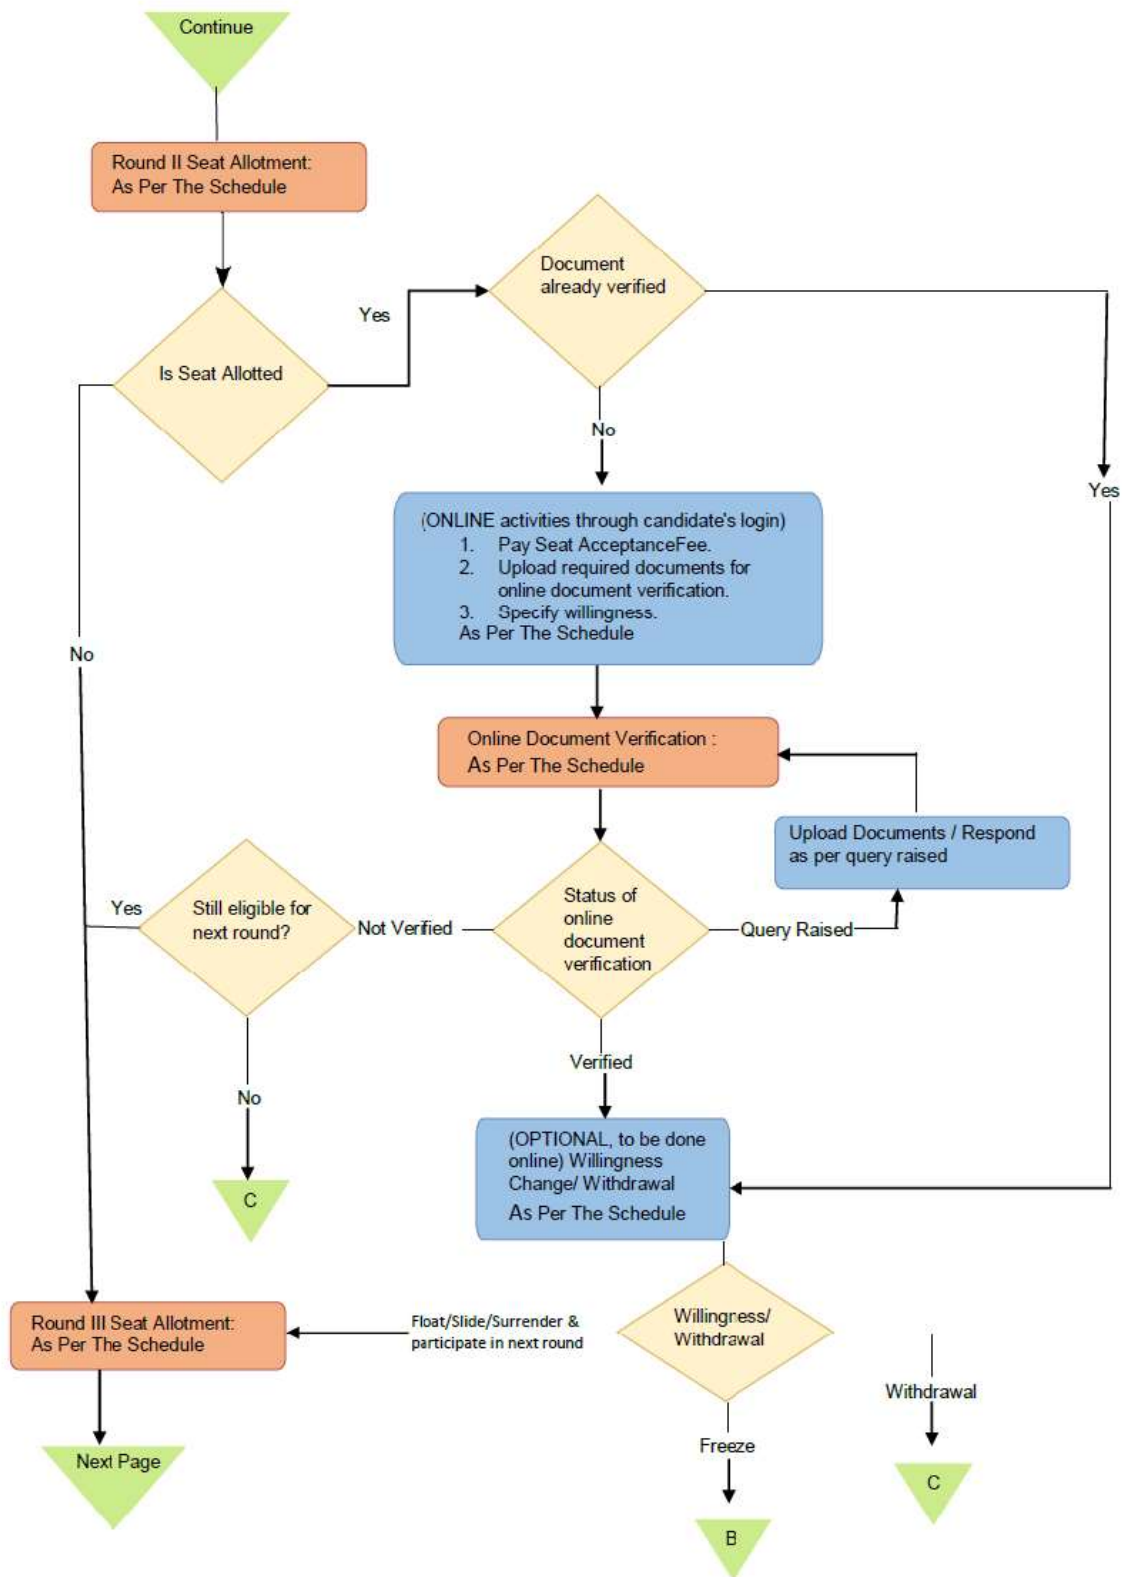 Continue
Round II Seat Allotment:
As Per The Schedule
Document
already verified
Yes
Is Seat Allotted
No
Yes
(ONLINE activities through candidate's login)
1. Pay Seat AcceptanceFee.
2. Upload required documents for
online document verification.
3. Specify willingness.
As Per The Schedule
No
Online Document Verification :
As Per The Schedule
Upload Documents / Respond
as per query raised
Status of
online
document
verification
Yes
Still eligible for
next round?
Not Verified
Query Raised
Verified
No
(OPTIONAL, to be done
online) Willingness
Change/ Withdrawal
As Per The Schedule
C
Round III Seat Allotment:
As Per The Schedule
Float/Slide/Surrender &
participate in next round
Willingness/
Withdrawal
Withdrawal
Freeze
Next Page
C
B